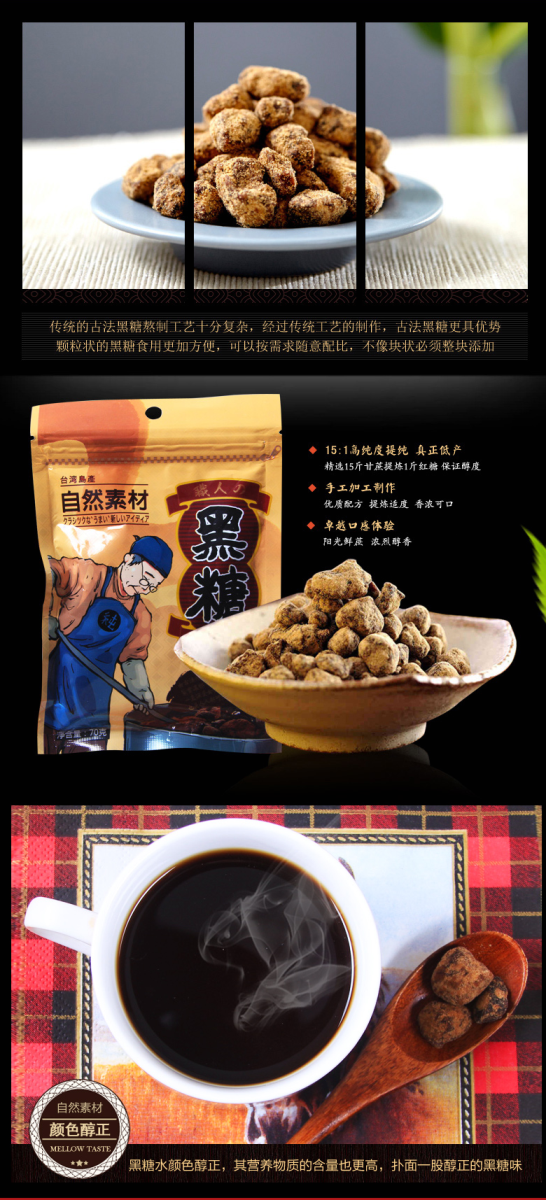 传统的古法黑糖熬制工艺十分复杂，经过传统工艺的制作，古法黑糖更具优势
颗粒状的黑糖食用更加方便，可以按需求随意配比，不像块状必须整块添加
15:1高纯度提纯 真正低产
精选15斤甘蔗提炼1斤红糖 保证醇度
手工加工制作
优质配方 提炼适度 香浓可口
卓越口感体验
阳光鲜蔗 浓烈醇香
台湾島産
自然素材
クラシックな"うまい"新しいアイディア
職人の
黑糖
净含量：70克
自然素材
颜色醇正
MELLOW TASTE
黑糖水颜色醇正，其营养物质的含量也更高，扑面一股醇正的黑糖味